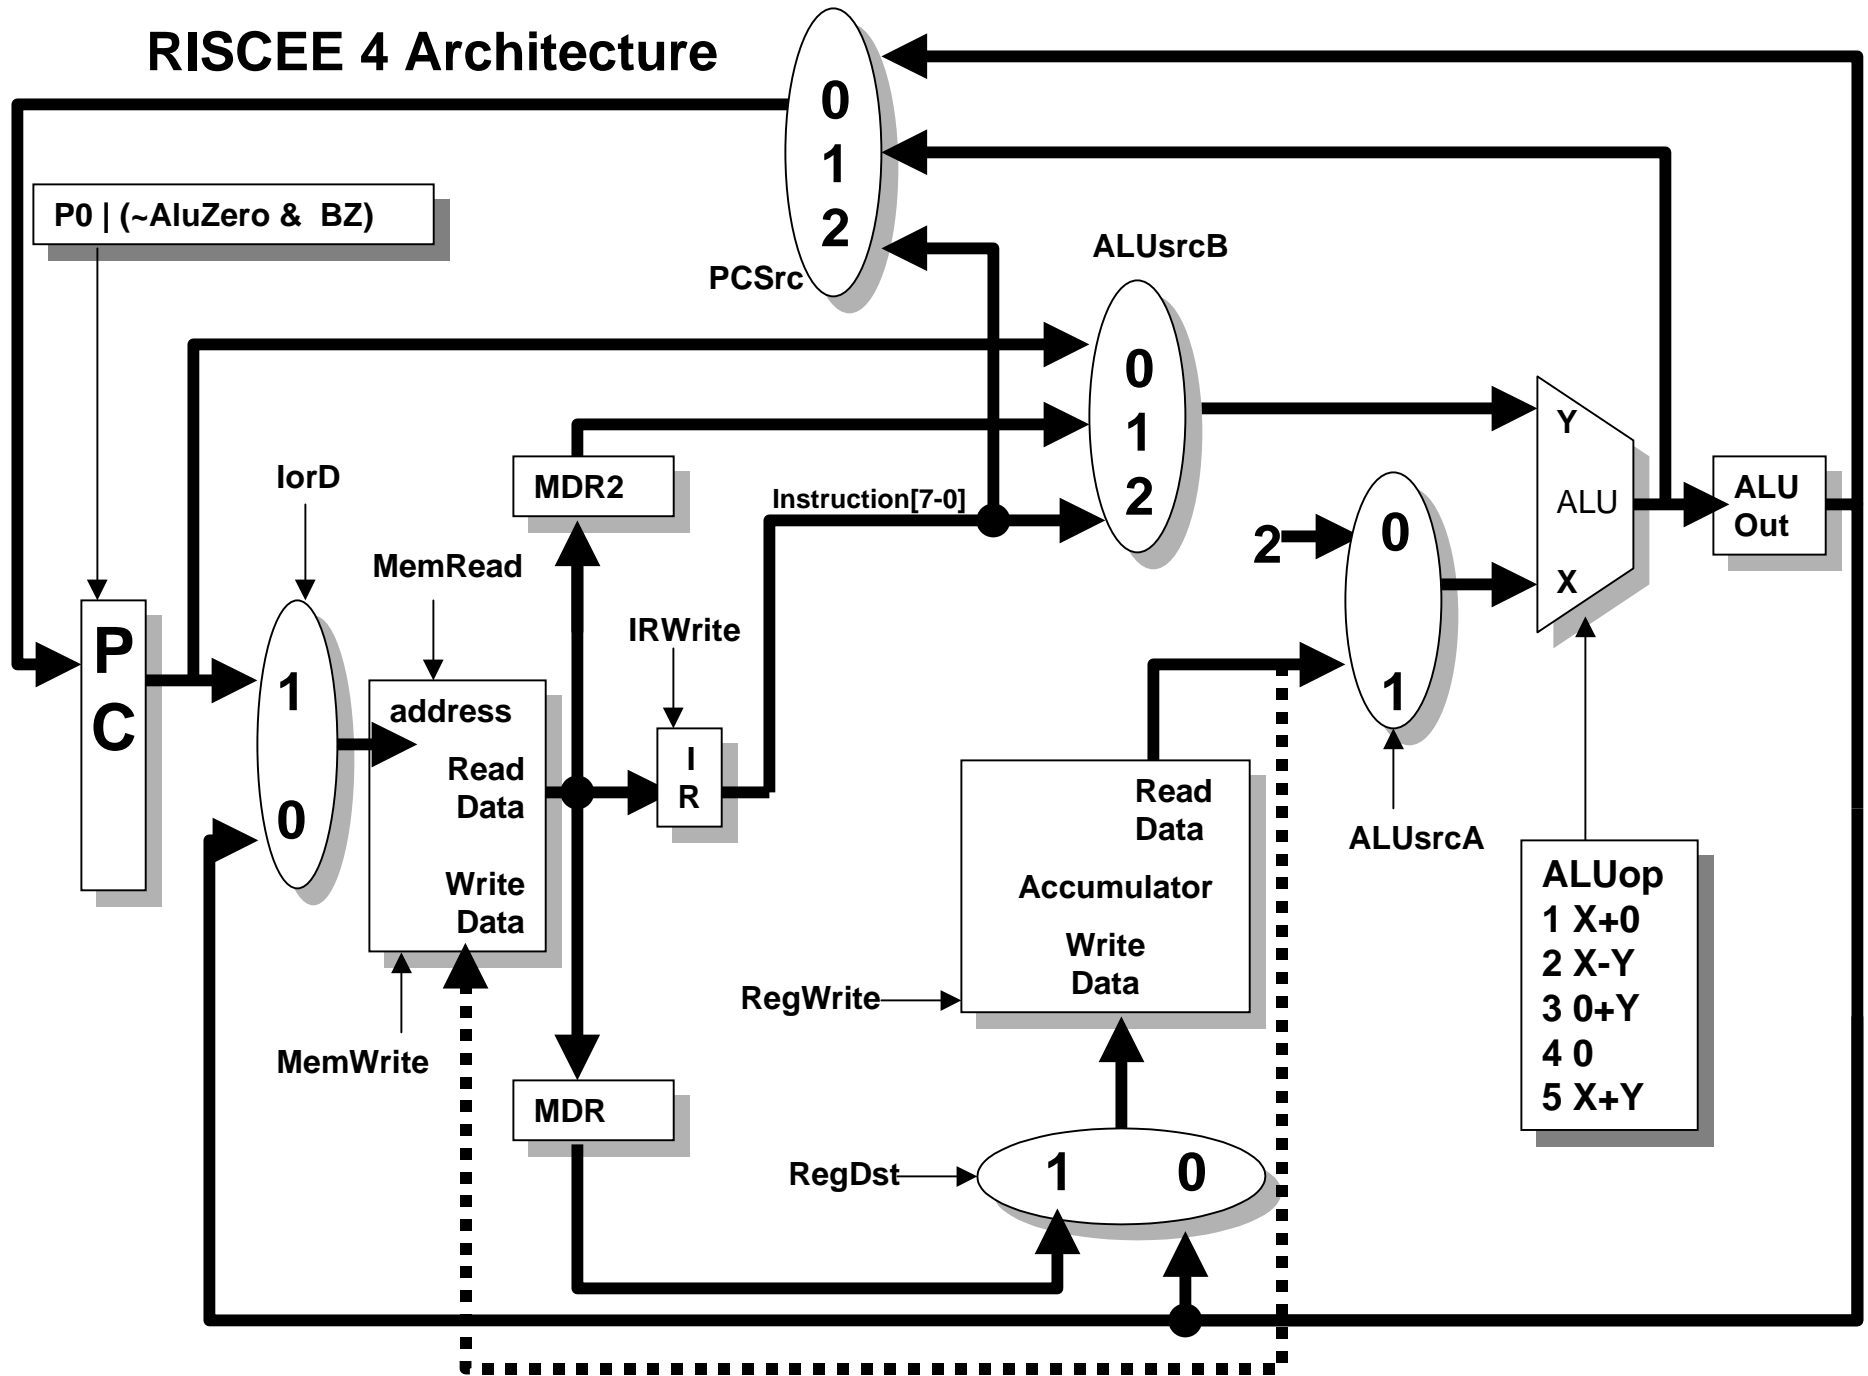 RISCEE 4 Architecture
0
1
2
PCSrc
P0 | (~AluZero & BZ)
ALUsrcB
0
1
2
Y
ALU
X
ALU
Out
IorD
MDR2
Instruction[7-0]
2
0
1
MemRead
IRWrite
P
C
1
0
address
Read
Data
Write
Data
I
R
Read
Data
Accumulator
Write
Data
ALUsrcA
ALUop
1 X+0
2 X-Y
3 0+Y
4 0
5 X+Y
RegWrite
MemWrite
MDR
RegDst
1 0